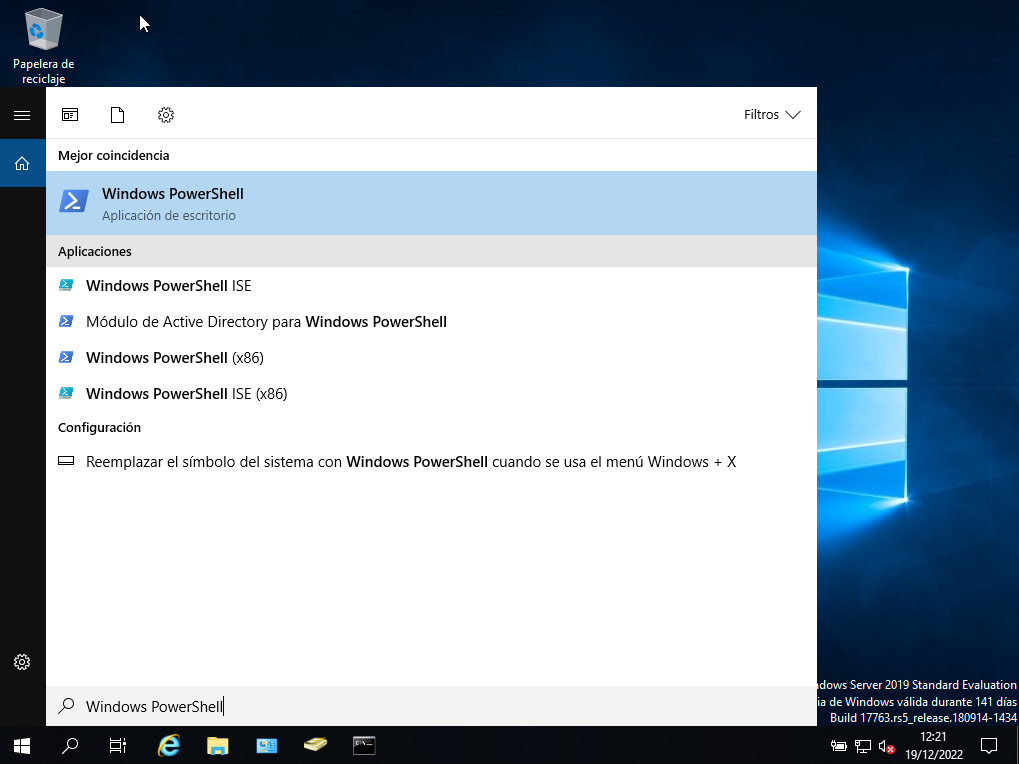 Papelera de
reciclaje
Filtros
Mejor coincidencia
Windows PowerShell
Aplicación de escritorio
Aplicaciones
Windows PowerShell ISE
Módulo de Active Directory para Windows PowerShell
Windows PowerShell (x86)
Windows PowerShell ISE (x86)
Configuración
Reemplazar el símbolo del sistema con Windows PowerShell cuando se usa el menú Windows + X
Windows PowerShell
ndows Server 2019 Standard Evaluation
ia de Windows válida durante 141 días
Build 17763.rs5_release.180914-1434
12:21
19/12/2022